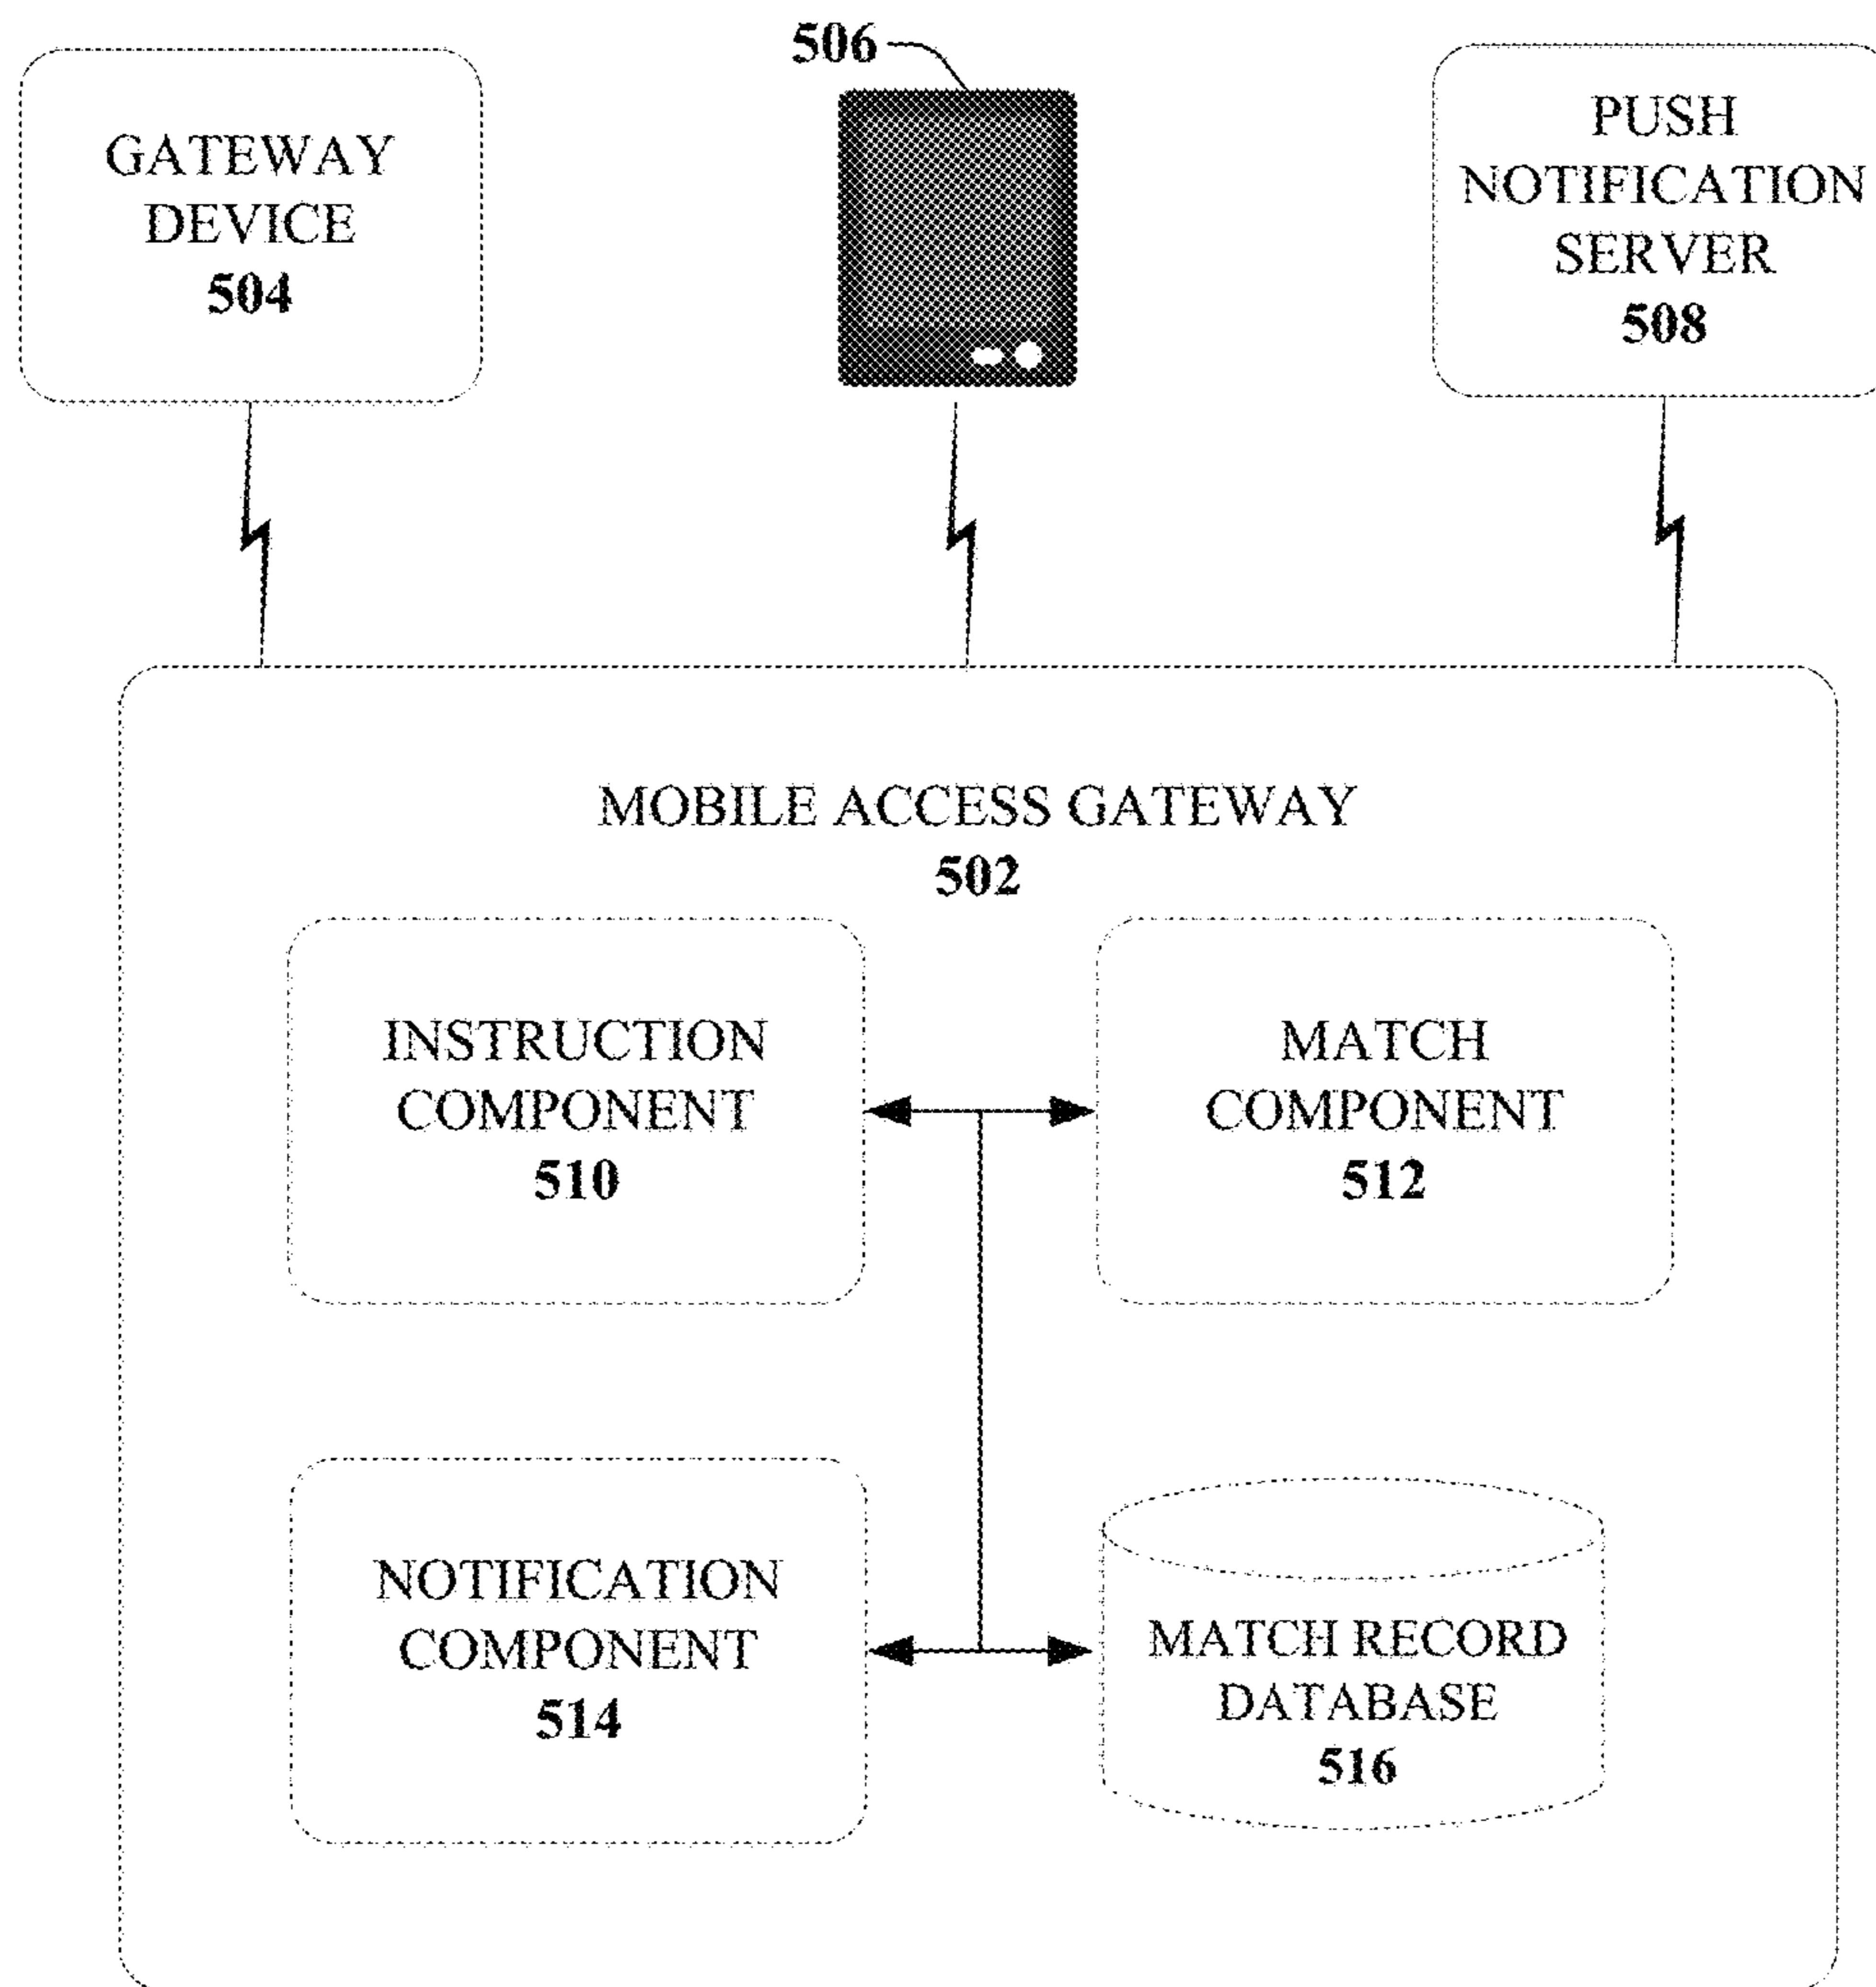 506
GATEWAY
DEVICE
504
PUSH
NOTIFICATION
SERVER
508
MOBILE ACCESS GATEWAY
502
INSTRUCTION
COMPONENT
510
MATCH
COMPONENT
512
NOTIFICATION
COMPONENT
514
MATCH RECORD
DATABASE
516